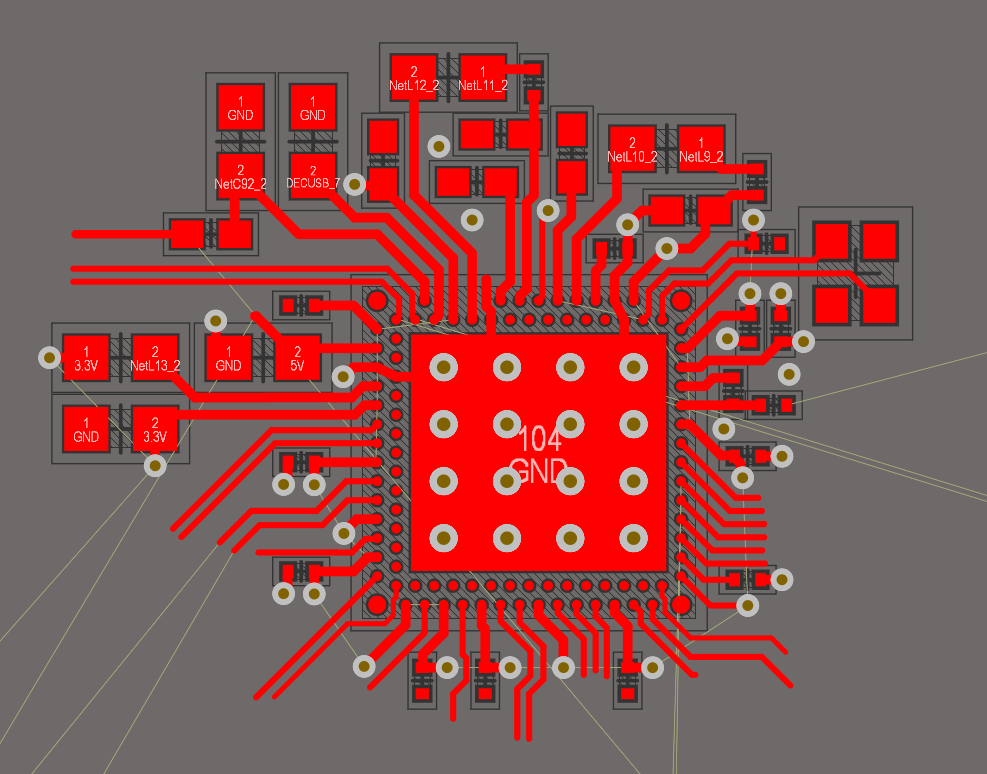 2
NetL12_2
1
NetL11_2
1
GND
1
GND
2
NetC92_2
2
DECUSB_7
2
NetL10_2
1
NetL9_2
1
3.3V
2
NetL13_2
1
GND
2
5V
1
GND
2
3.3V
104
GND